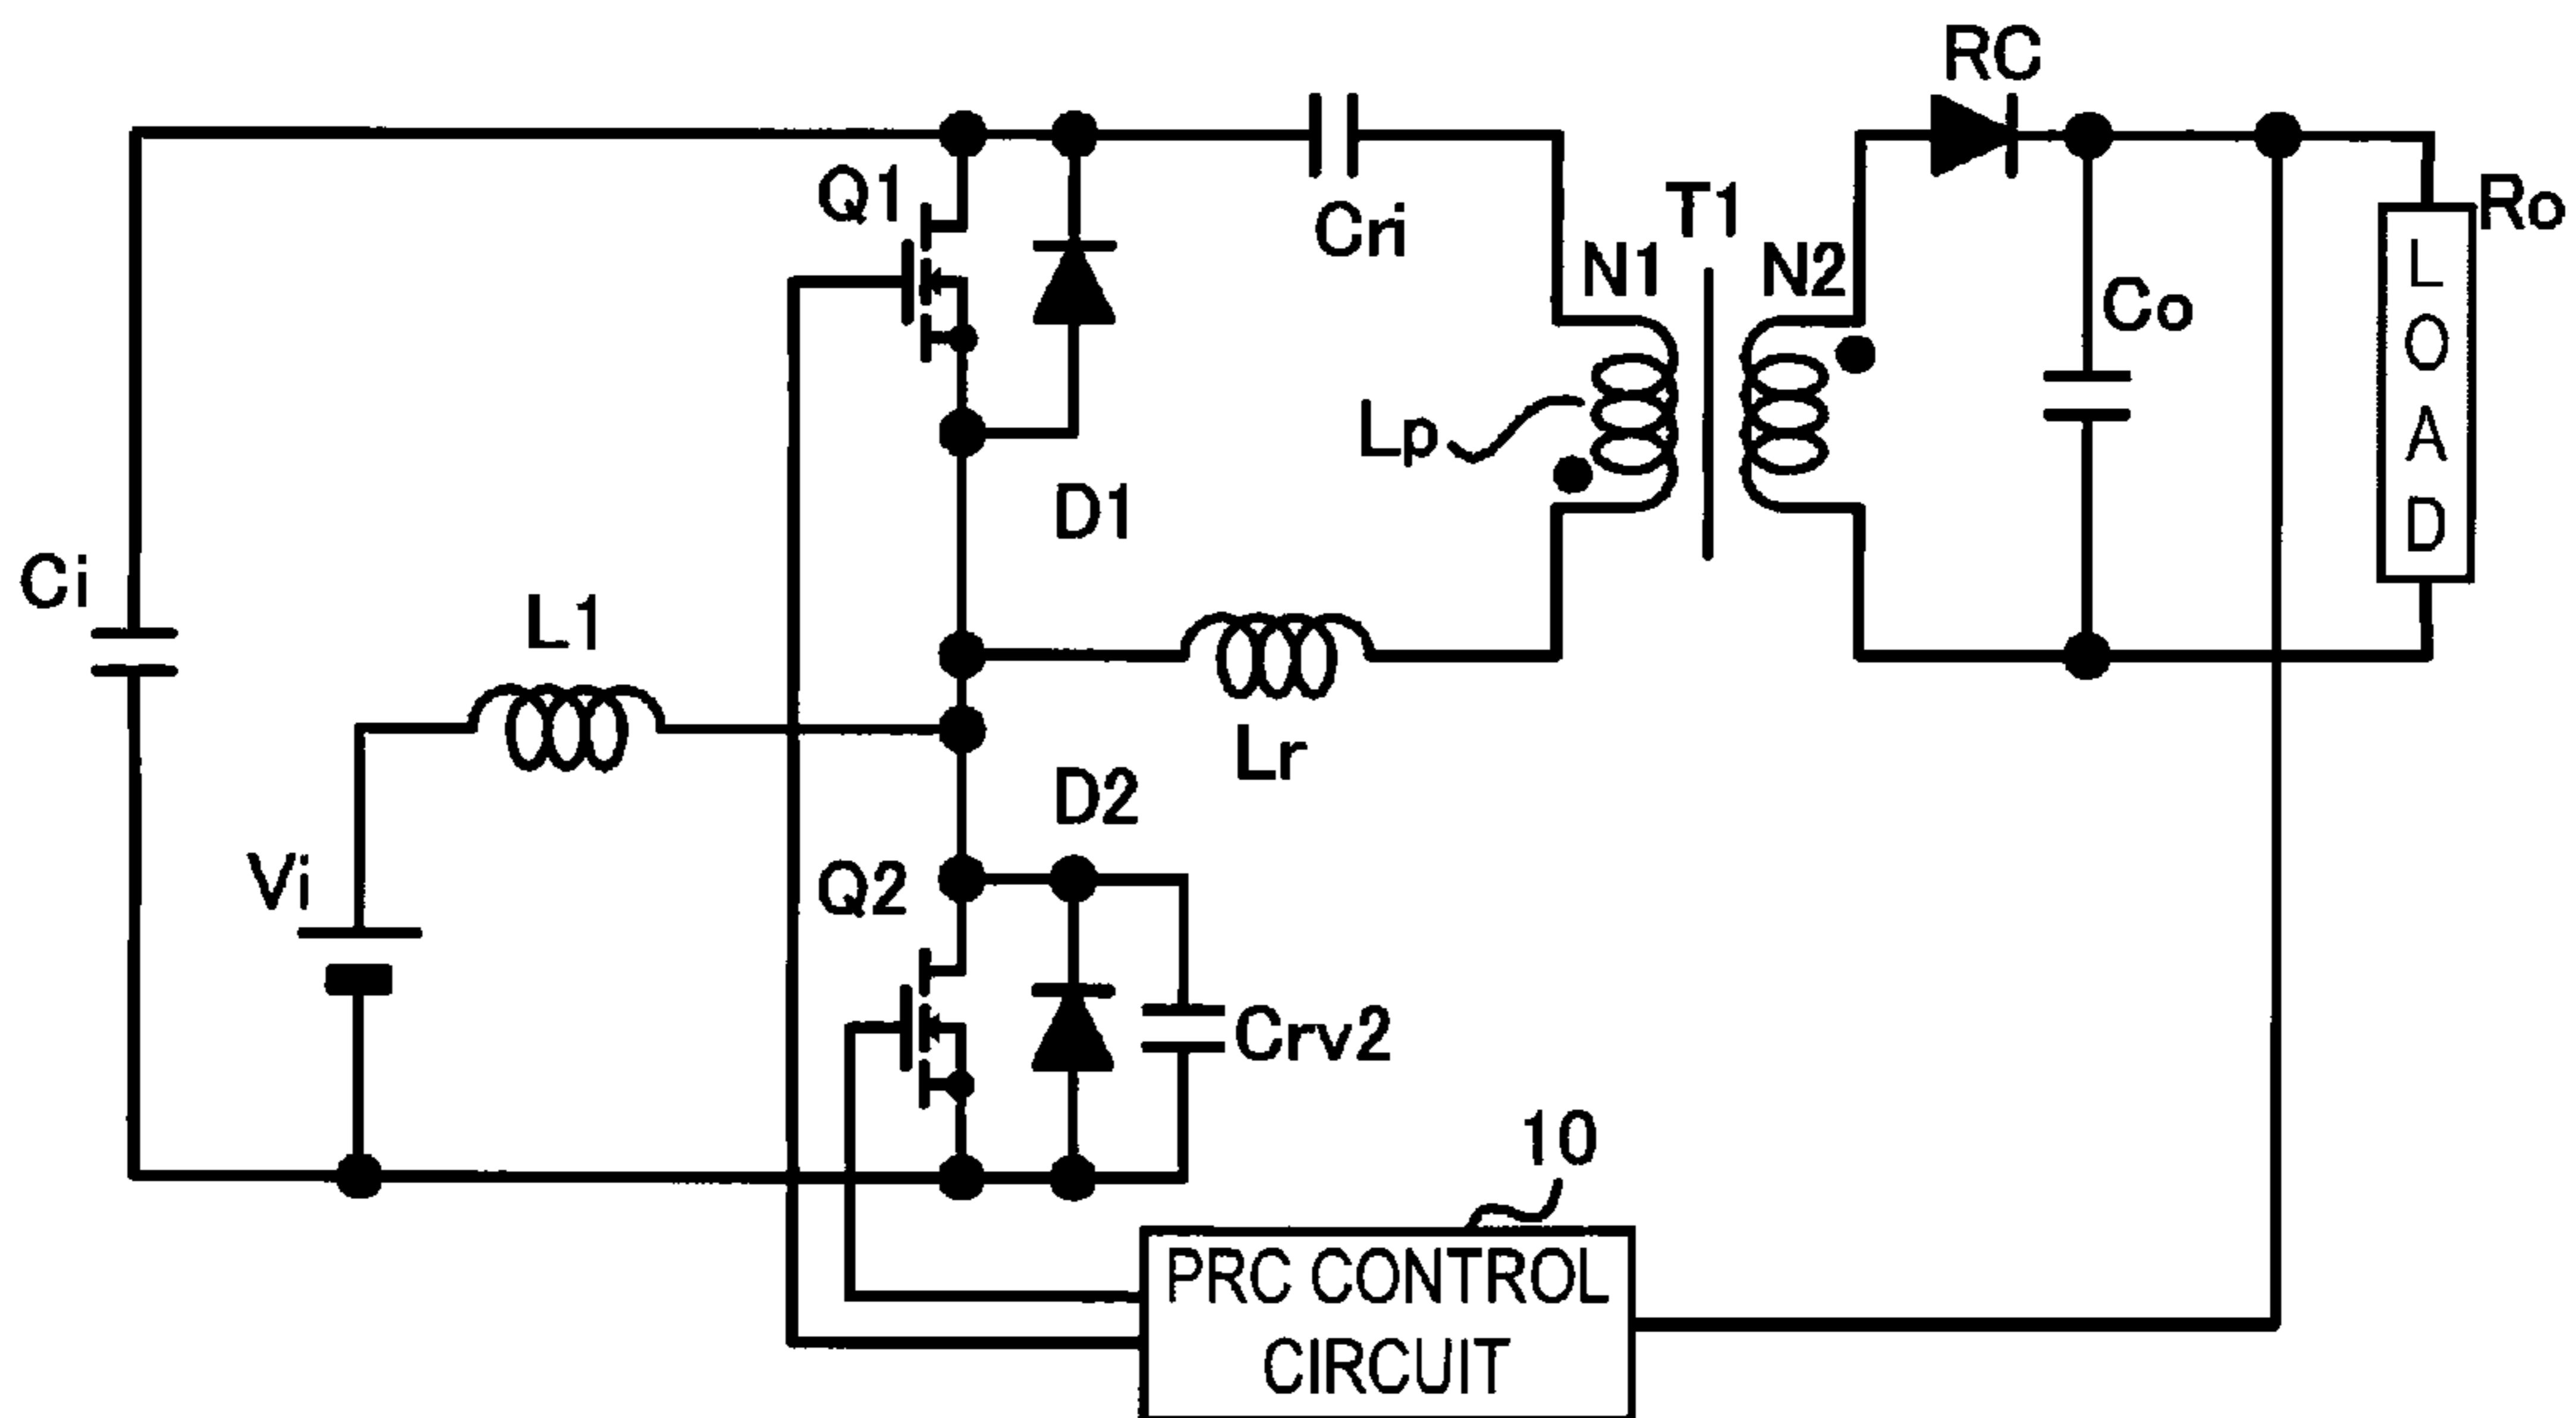 RC
Q1
Cri
T1
Ro
N1
N2
Co
LOAD
Lp
D1
Ci
L1
Lr
D2
Vi
Q2
Crv2
10
PRC CONTROL
CIRCUIT